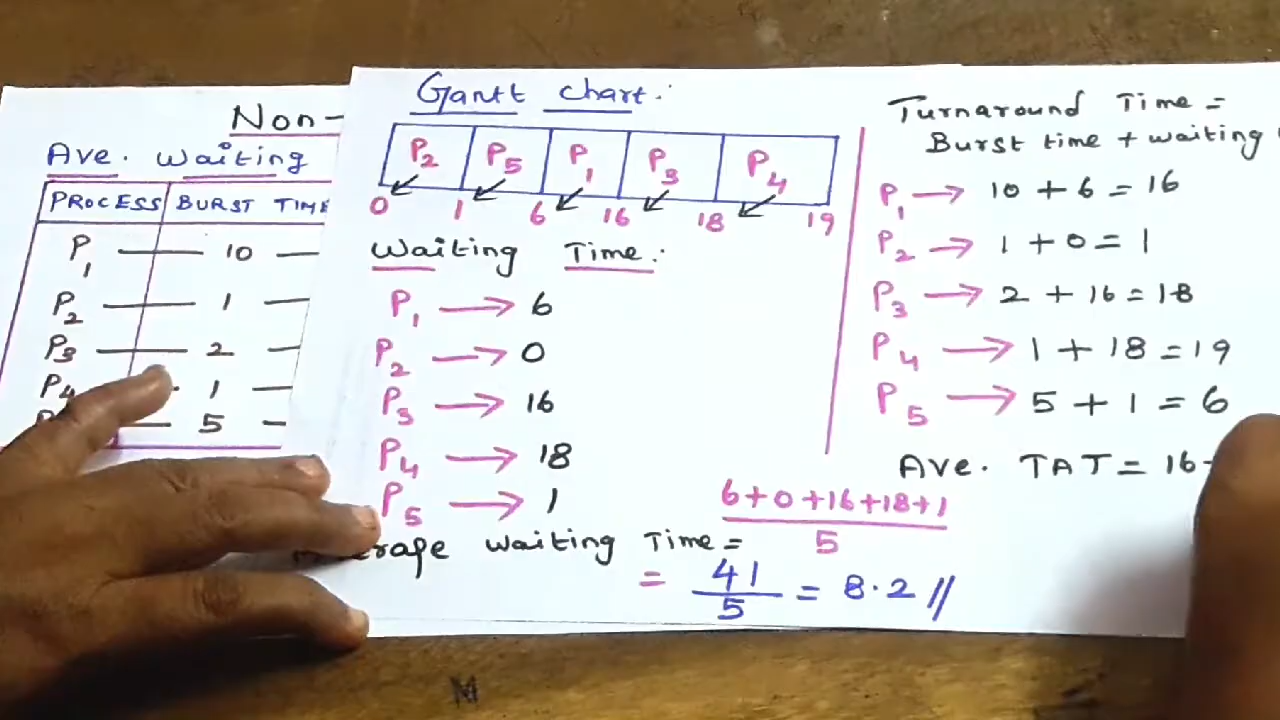 Non-
Ave. Waiting
PROCESS BURST TIME
P1 — 10 —
P2 — 1 —
P3 — 2 —
P4 — 1 —
— 5 —
Gantt chart:
P2 P5 P1 P3 P4
0 1 6 16 18 19
Waiting Time:
P1 → 6
P2 → 0
P3 → 16
P4 → 18
P5 → 1
Waiting Time = 6+0+16+18+1 / 5
= 41/5 = 8.2 //
Turnaround Time =
Burst time + waiting
P1 → 10 + 6 = 16
P2 → 1 + 0 = 1
P3 → 2 + 16 = 18
P4 → 1 + 18 = 19
P5 → 5 + 1 = 6
Ave. TAT = 16
M